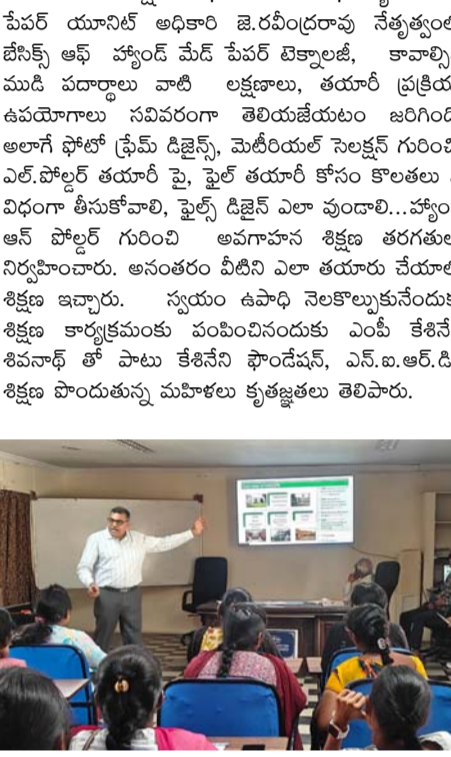 పేపర్ యూనిట్ అధికారి జె.రవీంద్రరావు నేతృత్వంలో
బేసిక్స్ ఆఫ్ హ్యాండ్ మేడ్ పేపర్ టెక్నాలజీ, కావాల్సి
ముడి పదార్థాలు వాటి లక్షణాలు, తయారీ ప్రక్రియ
ఉపయోగాలు సవివరంగా తెలియజేయటం జరిగింది
అలాగే ఫోటో ఫ్రేమ్ డిజైన్స్, మెటీరియల్ సెలక్షన్ గురించి
ఎల్.పోల్డర్ తయారీ పై, ఫైల్ తయారీ కోసం కొలతలు
విధంగా తీసుకోవాలి, ఫైల్స్ డిజైన్ ఎలా వుండాలి...హ్యాం
ఆన్ పోల్డర్ గురించి అవగాహన శిక్షణ తరగతుల
నిర్వహించారు. అనంతరం వీటిని ఎలా తయారు చేయాల
శిక్షణ ఇచ్చారు. స్వయం ఉపాధి నెలకొల్పుకునేందుక
శిక్షణ కార్యక్రమంకు పంపించినందుకు ఎంపీ కేశినే
శివనాథ్ తో పాటు కేశినేని ఫౌండేషన్, ఎన్.ఐ.ఆర్.డి
శిక్షణ పొందుతున్న మహిళలు కృతజ్ఞతలు తెలిపారు.